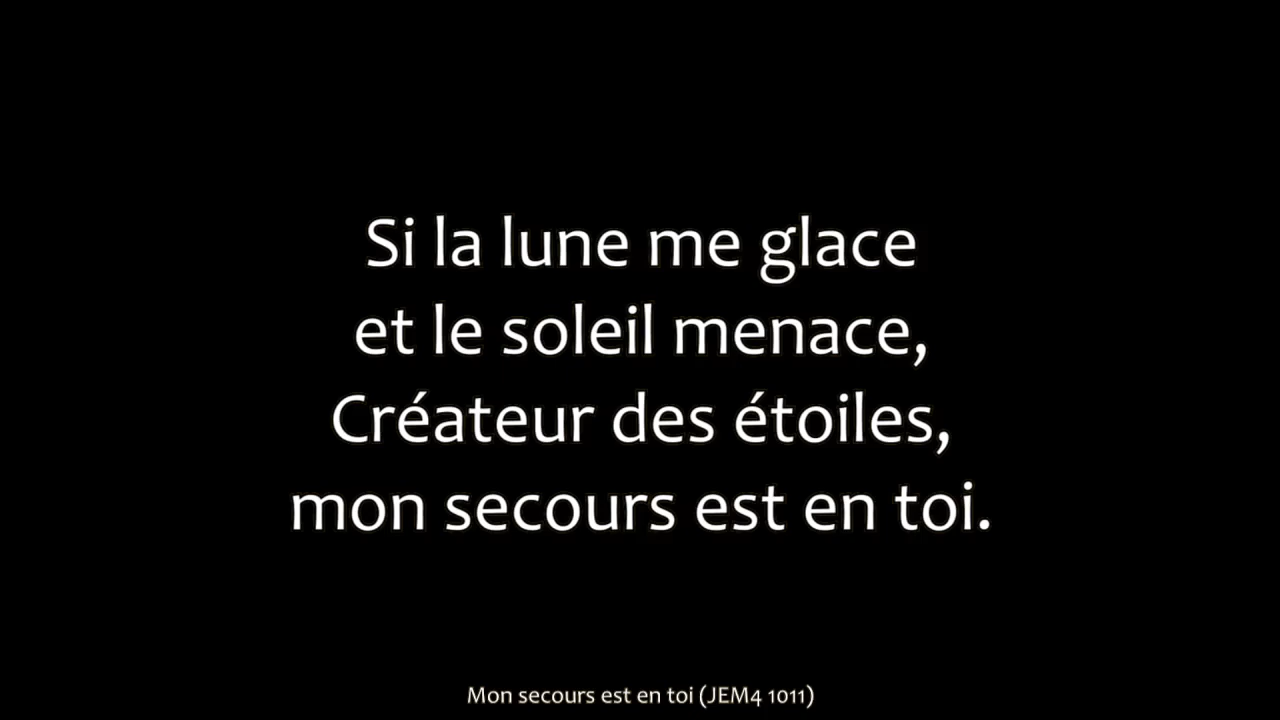 Si la lune me glace
et le soleil menace,
Créateur des étoiles,
mon secours est en toi.
Mon secours est en toi (JEM4 1011)